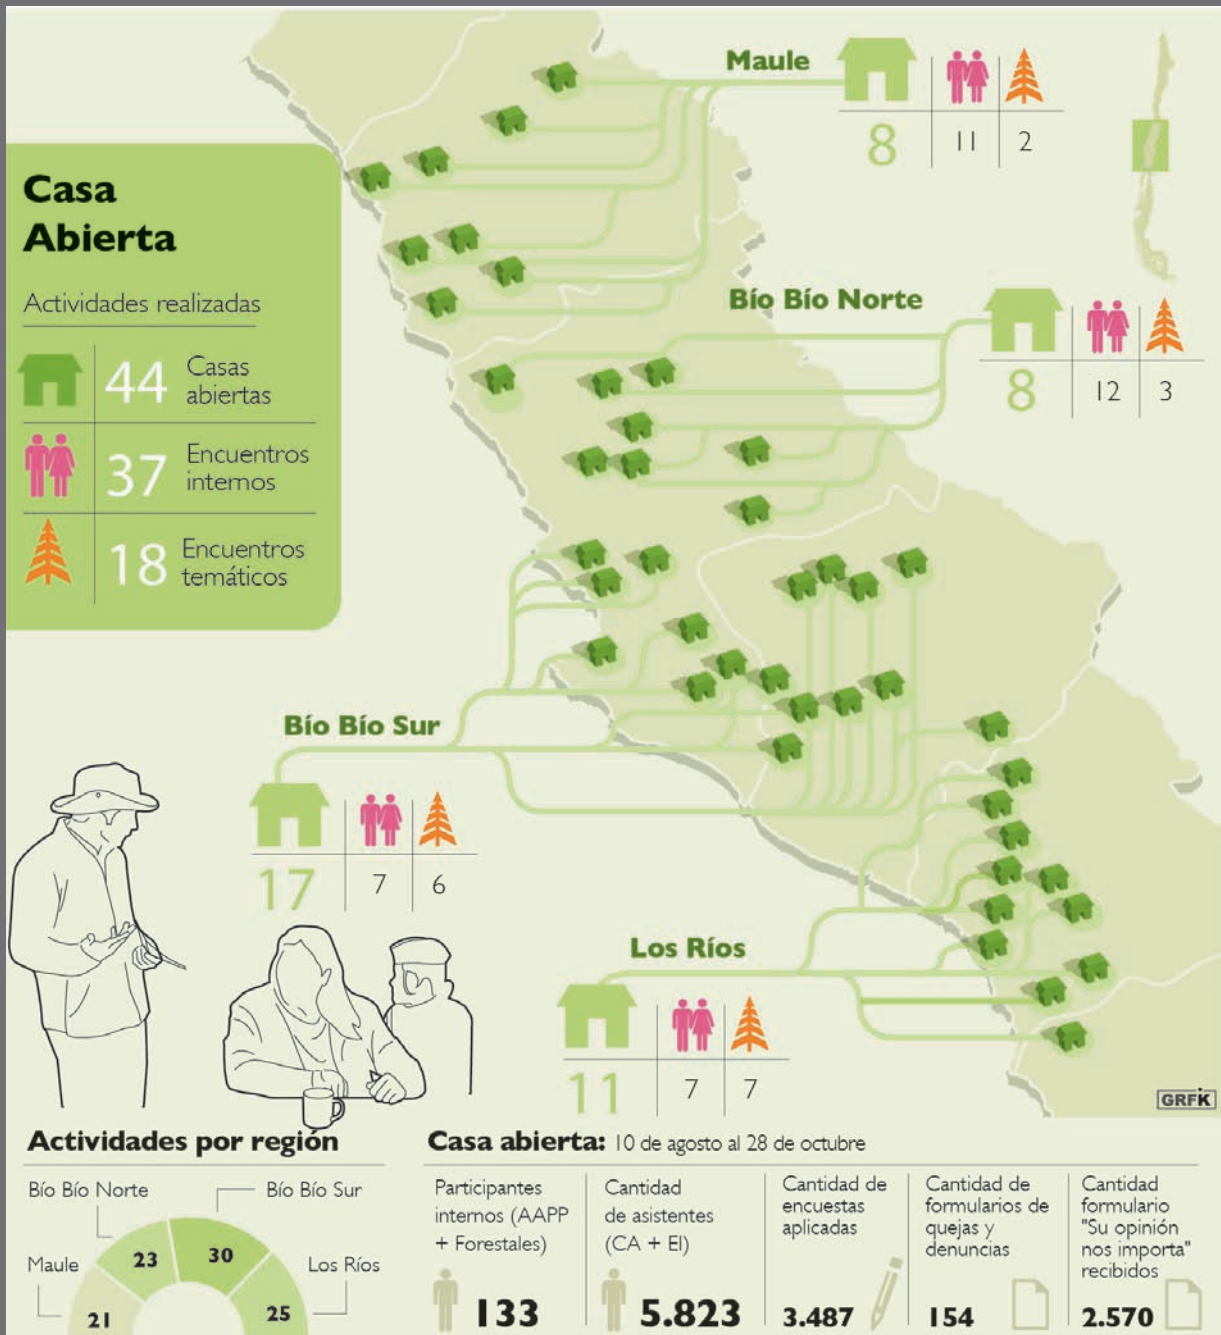 Maule
8 11 2
Casa
Abierta
Actividades realizadas
44 Casas
abiertas
37 Encuentros
internos
18 Encuentros
temáticos
Bío Bío Norte
8 12 3
Bío Bío Sur
17 7 6
Los Ríos
11 7 7
GRFK
Actividades por región
Bío Bío Norte
Bío Bío Sur
Maule
Los Ríos
23
30
21
25
Casa abierta: 10 de agosto al 28 de octubre
Participantes
internos (AAPP
+ Forestales)
133
Cantidad
de asistentes
(CA + EI)
5.823
Cantidad de
encuestas
aplicadas
3.487
Cantidad de
formularios de
quejas y
denuncias
154
Cantidad
formulario
"Su opinión
nos importa"
recibidos
2.570